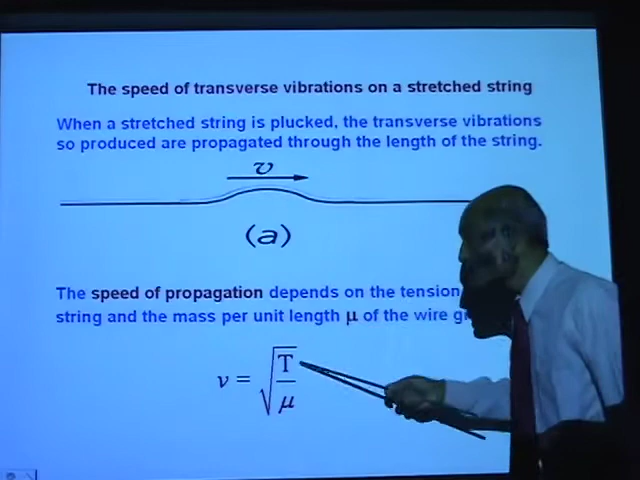 The speed of transverse vibrations on a stretched string
When a stretched string is plucked, the transverse vibrations
so produced are propagated through the length of the string.
v
(a)
The speed of propagation depends on the tension
string and the mass per unit length μ of the wire
v = √T/μ